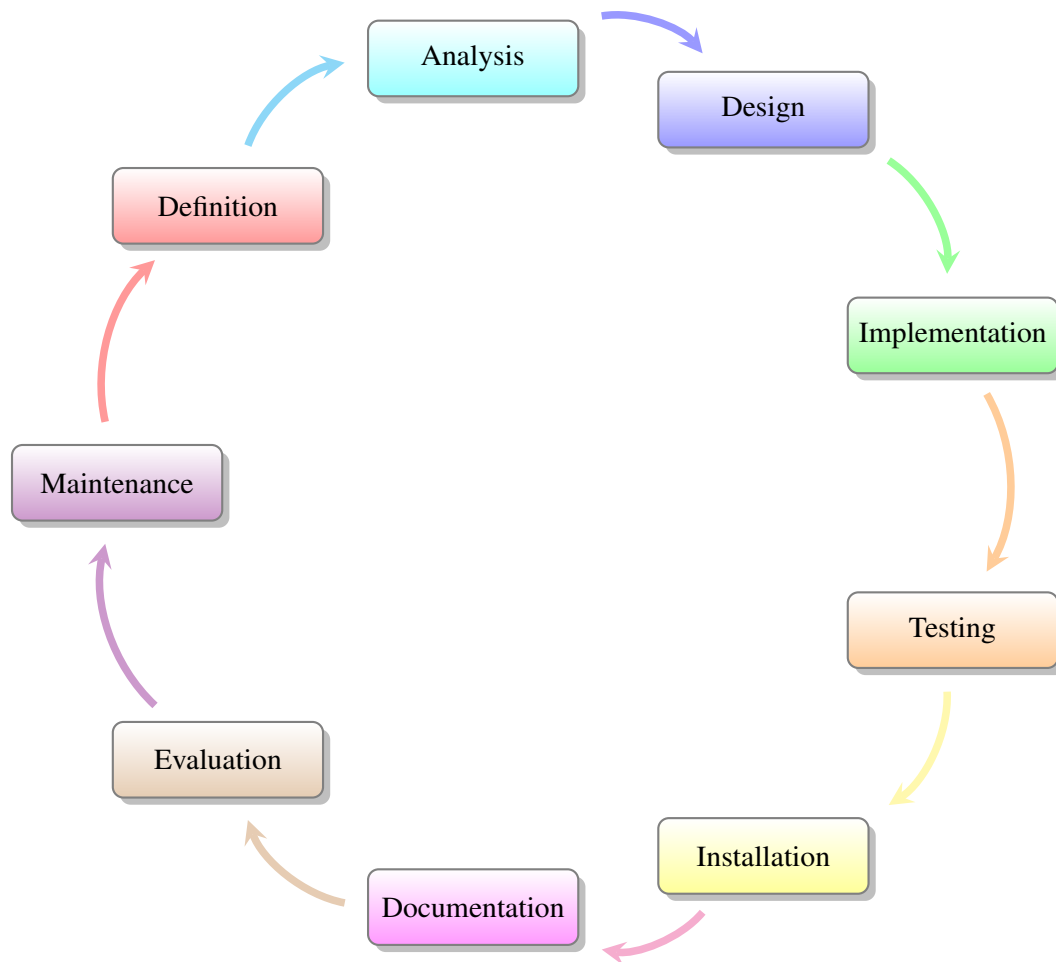 Analysis
Design
Definition
Implementation
Maintenance
Testing
Evaluation
Installation
Documentation